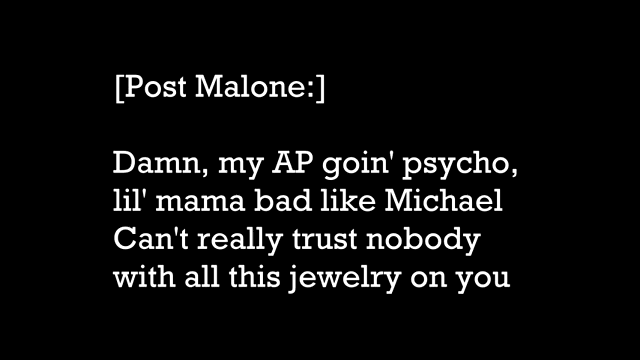 [Post Malone:]
Damn, my AP goin' psycho,
lil' mama bad like Michael
Can't really trust nobody
with all this jewelry on you